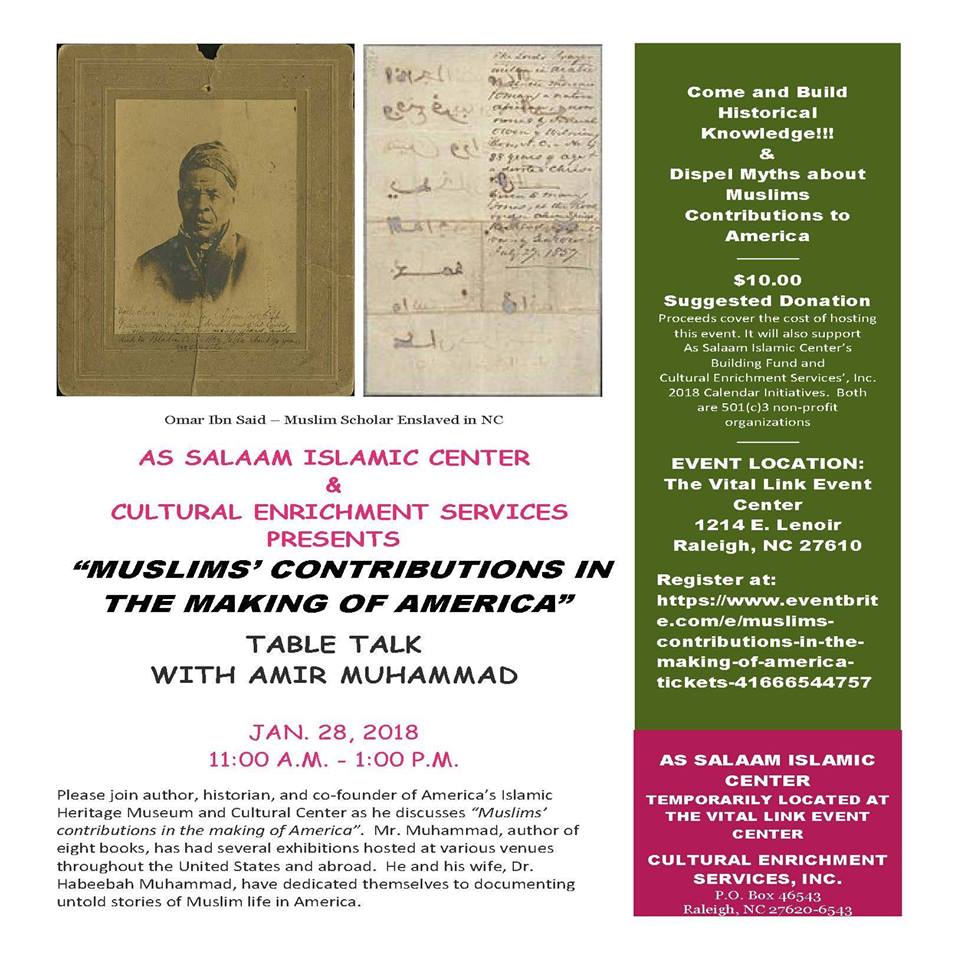 The Lord's Prayer
written in Arabic
July 27. 1857
Omar Ibn Said – Muslim Scholar Enslaved in NC
AS SALAAM ISLAMIC CENTER
&
CULTURAL ENRICHMENT SERVICES
PRESENTS
“MUSLIMS’ CONTRIBUTIONS IN
THE MAKING OF AMERICA”
TABLE TALK
WITH AMIR MUHAMMAD
JAN. 28, 2018
11:00 A.M. - 1:00 P.M.
Please join author, historian, and co-founder of America’s Islamic
Heritage Museum and Cultural Center as he discusses “Muslims’
contributions in the making of America”.  Mr. Muhammad, author of
eight books, has had several exhibitions hosted at various venues
throughout the United States and abroad.  He and his wife, Dr.
Habeebah Muhammad, have dedicated themselves to documenting
untold stories of Muslim life in America.
Come and Build
Historical
Knowledge!!!
&
Dispel Myths about
Muslims
Contributions to
America
$10.00
Suggested Donation
Proceeds cover the cost of hosting
this event. It will also support
As Salaam Islamic Center’s
Building Fund and
Cultural Enrichment Services’, Inc.
2018 Calendar Initiatives.  Both
are 501(c)3 non-profit
organizations
EVENT LOCATION:
The Vital Link Event
Center
1214 E. Lenoir
Raleigh, NC 27610
Register at:
https://www.eventbrit
e.com/e/muslims-
contributions-in-the-
making-of-america-
tickets-41666544757
AS SALAAM ISLAMIC
CENTER
TEMPORARILY LOCATED AT
THE VITAL LINK EVENT
CENTER
CULTURAL ENRICHMENT
SERVICES, INC.
P.O. Box 46543
Raleigh, NC 27620-6543